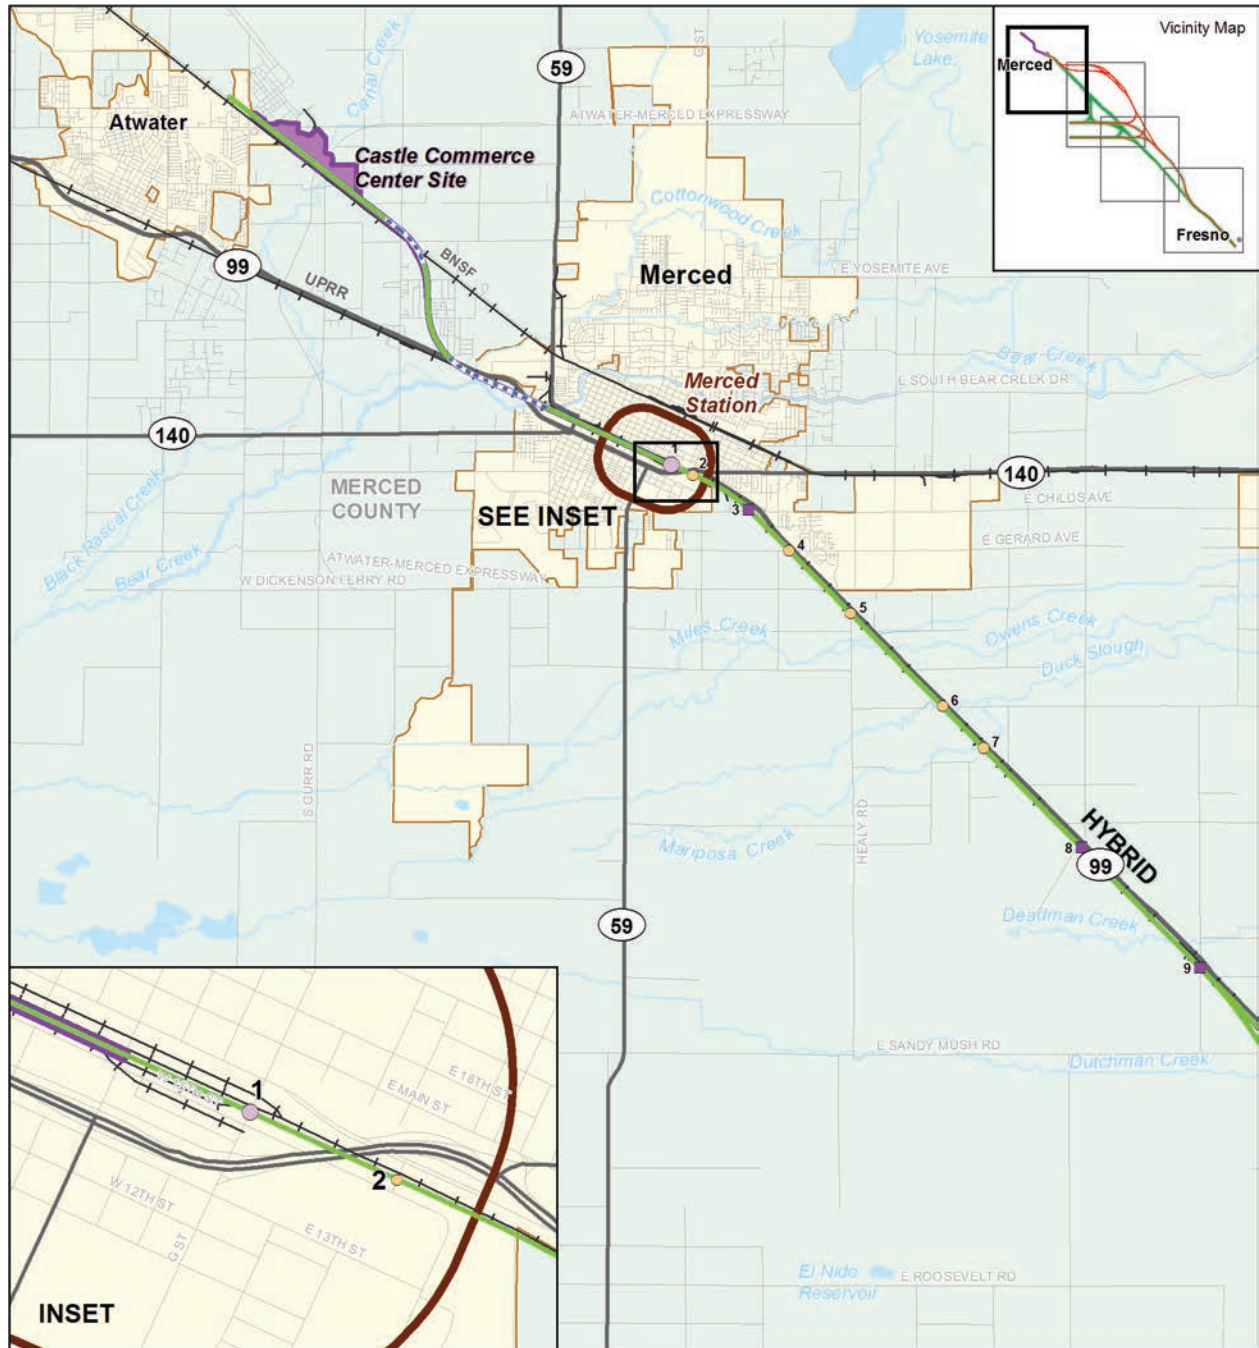 Vicinity Map
Merced
Fresno
59
G ST
Yosemite
Lake
Canal Creek
Atwater
ATWATER-MERCED EXPRESSWAY
Castle Commerce
Center Site
Cottonwood Creek
99
BNSF
UPRR
Merced
E YOSEMITE AVE
Bear Creek
E SOUTH BEAR CREEK DR
Merced
Station
140
1
2
140
MERCED
COUNTY
SEE INSET
3
E CHILDS AVE
E GERARD AVE
4
Black Rascal Creek
Bear Creek
ATWATER-MERCED EXPRESSWAY
W DICKENSON FERRY RD
5
Miles Creek
Owens Creek
Duck Slough
6
7
S GURR RD
HEALY RD
Mariposa Creek
HYBRID
8
99
59
Deadman Creek
9
E SANDY MUSH RD
Dutchman Creek
El Nido
Reservoir
E ROOSEVELT RD
1
E 18TH ST
E MAIN ST
2
W 12TH ST
E 13TH ST
G ST
INSET